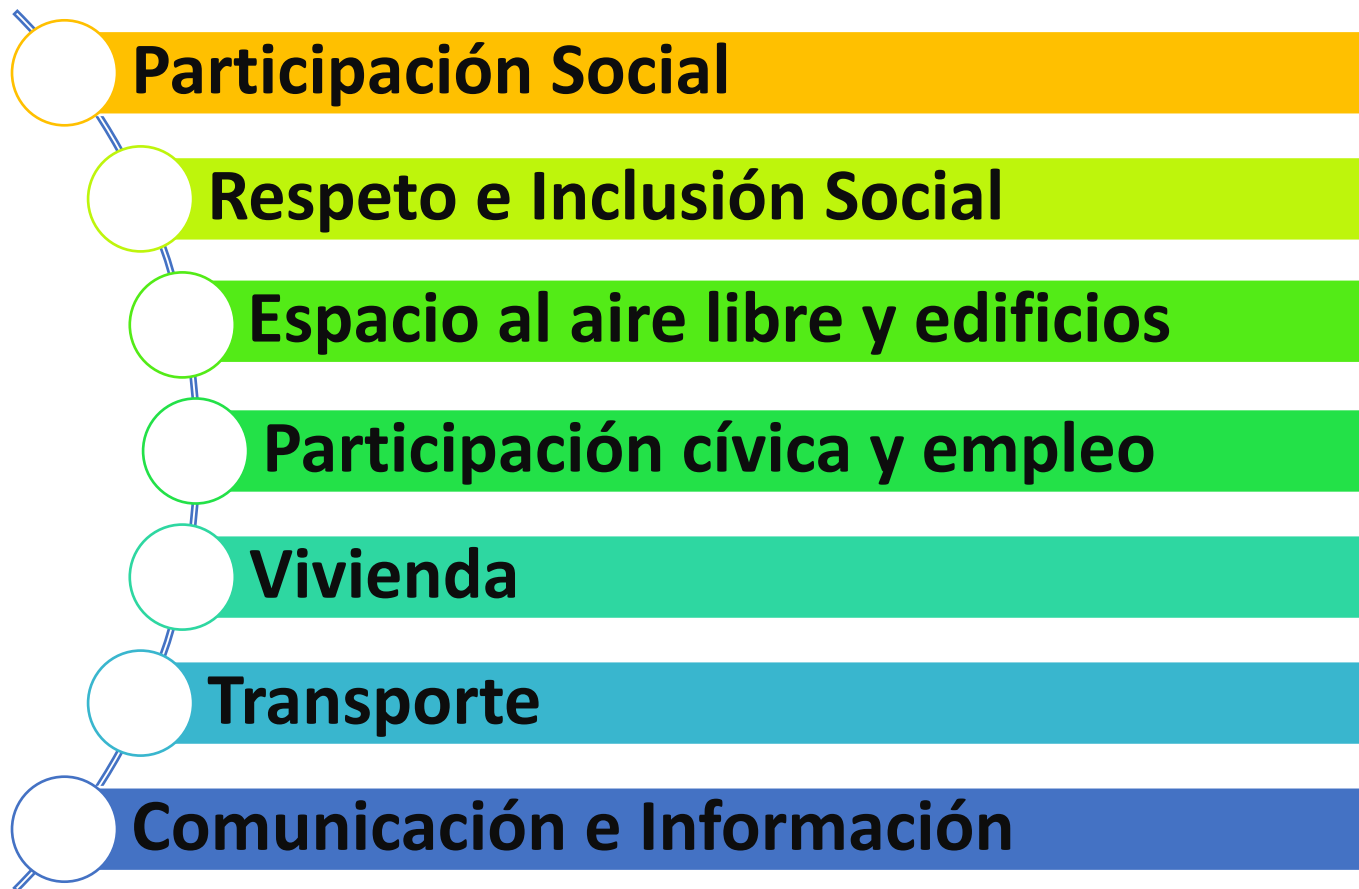 Participación Social
Respeto e Inclusión Social
Espacio al aire libre y edificios
Participación cívica y empleo
Vivienda
Transporte
Comunicación e Información